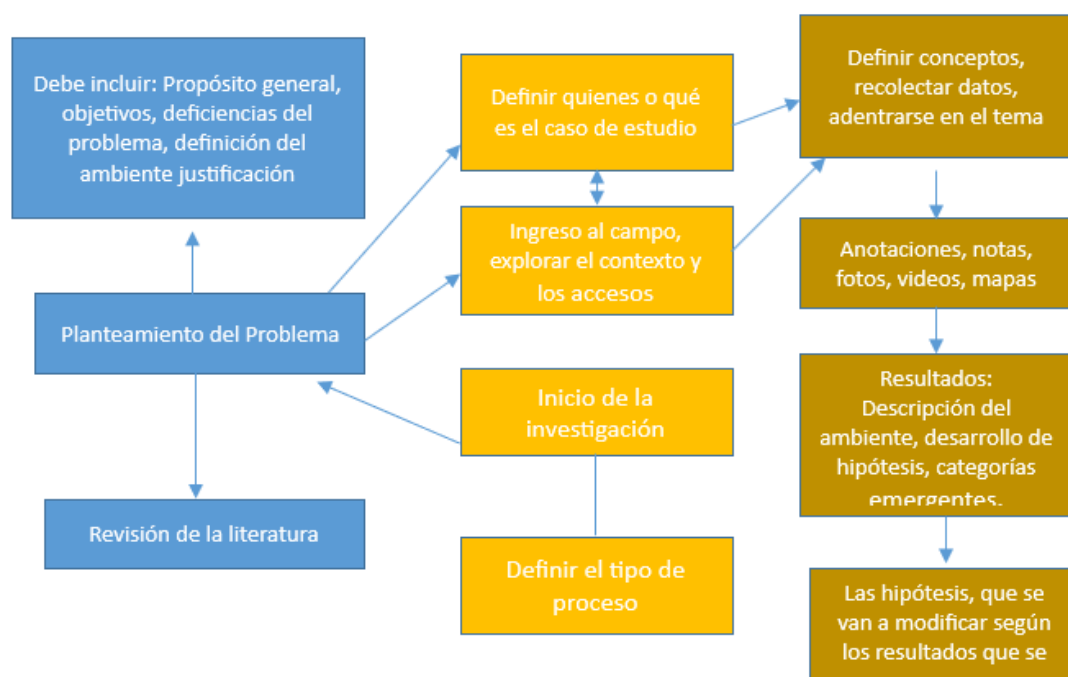 Debe incluir: Propósito general,
objetivos, deficiencias del
problema, definición del
ambiente justificación
Planteamiento del Problema
Revisión de la literatura
Definir quienes o qué
es el caso de estudio
Ingreso al campo,
explorar el contexto y
los accesos
Inicio de la
investigación
Definir el tipo de
proceso
Definir conceptos,
recolectar datos,
adentrarse en el tema
Anotaciones, notas,
fotos, videos, mapas
Resultados:
Descripción del
ambiente, desarrollo de
hipótesis, categorías
emergentes.
Las hipótesis, que se
van a modificar según
los resultados que se